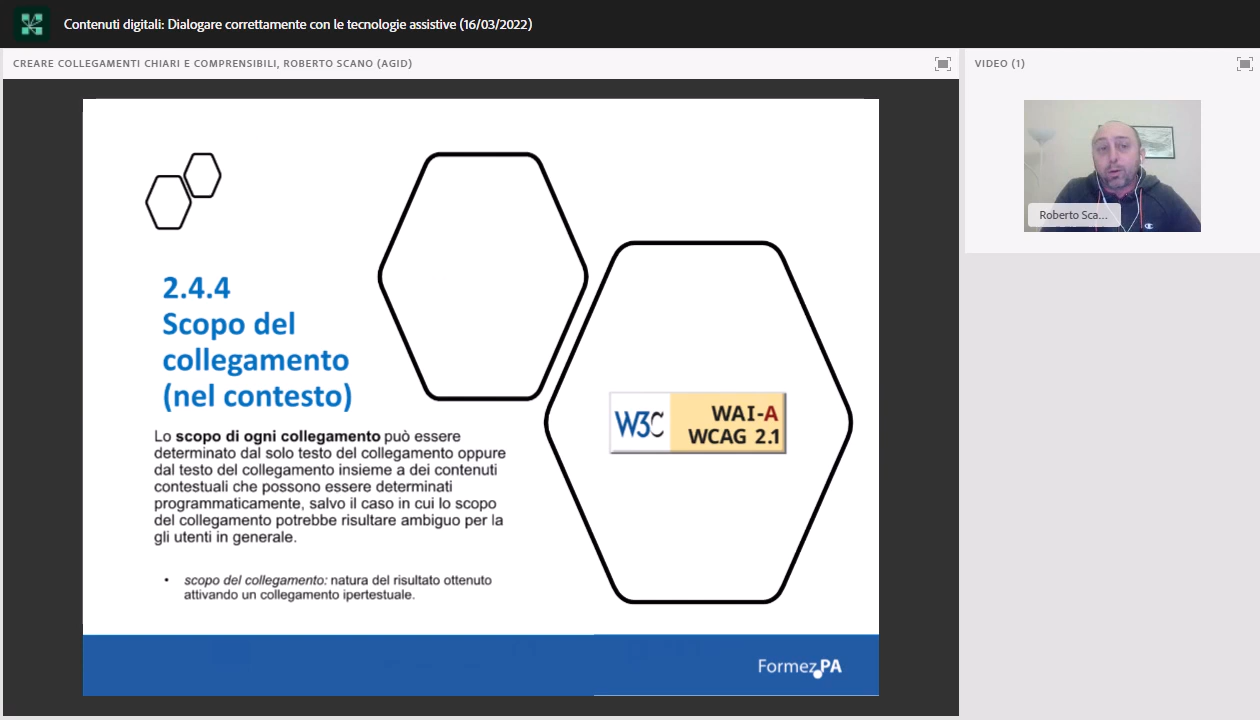 Contenuti digitali: Dialogare correttamente con le tecnologie assistive (16/03/2022)
CREARE COLLEGAMENTI CHIARI E COMPRENSIBILI, ROBERTO SCANO (AGID)
VIDEO (1)
Roberto Sca...
2.4.4
Scopo del
collegamento
(nel contesto)
Lo scopo di ogni collegamento può essere
determinato dal solo testo del collegamento oppure
dal testo del collegamento insieme a dei contenuti
contestuali che possono essere determinati
programmaticamente, salvo il caso in cui lo scopo
del collegamento potrebbe risultare ambiguo per la
gli utenti in generale.
• scopo del collegamento: natura del risultato ottenuto
attivando un collegamento ipertestuale.
W3C WAI-A
WCAG 2.1
Formez PA